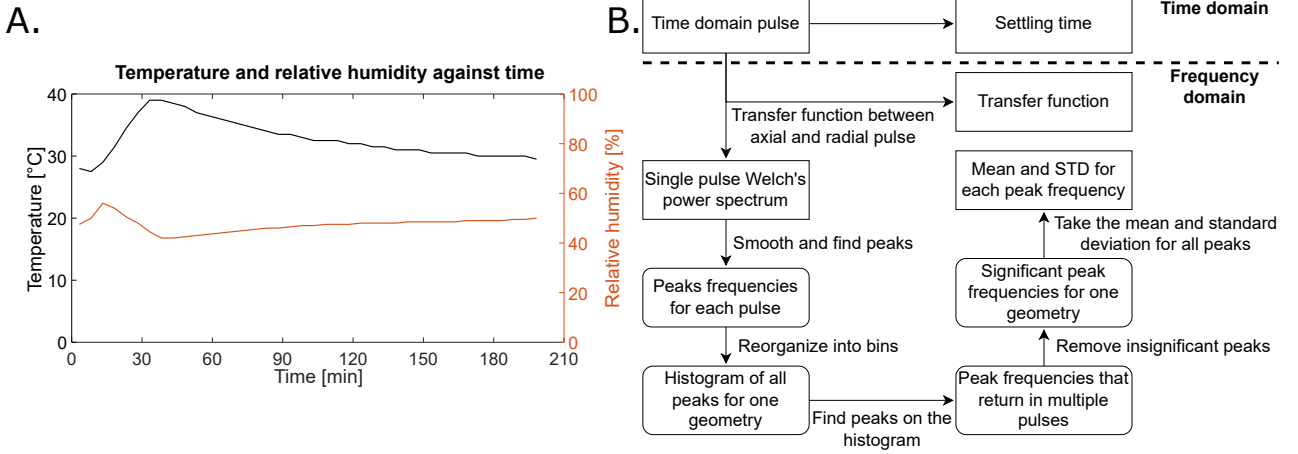 A.
Temperature and relative humidity against time
40
30
20
10
0
Temperature [°C]
100
80
60
40
20
0
Relative humidity [%]
0 30 60 90 120 150 180 210
Time [min]
B.
Time domain pulse
Settling time
Time domain
Frequency
domain
Transfer function between
axial and radial pulse
Transfer function
Single pulse Welch's
power spectrum
Smooth and find peaks
Peaks frequencies
for each pulse
Reorganize into bins
Histogram of all
peaks for one
geometry
Find peaks on the
histogram
Peak frequencies that
return in multiple
pulses
Remove insignificant peaks
Significant peak
frequencies for one
geometry
Take the mean and standard
deviation for all peaks
Mean and STD for
each peak frequency